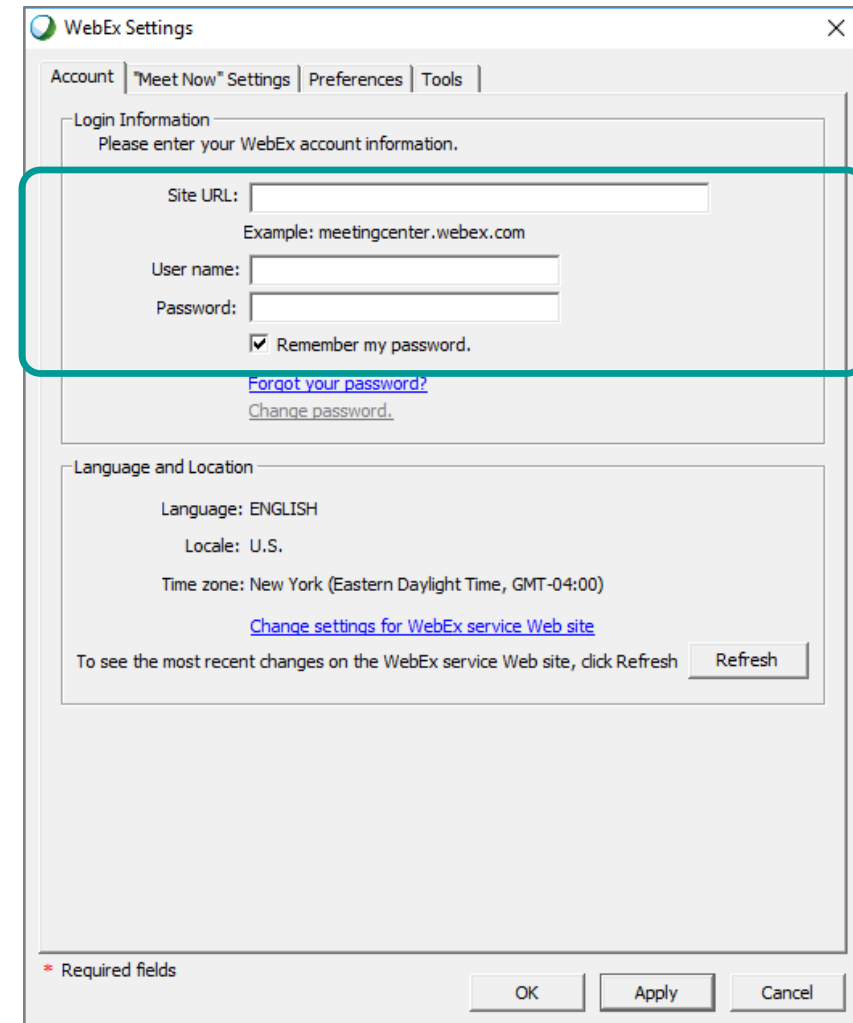 WebEx Settings
Account "Meet Now" Settings Preferences Tools
Login Information
Please enter your WebEx account information.
Site URL:
Example: meetingcenter.webex.com
User name:
Password:
Remember my password.
Forgot your password?
Change password.
Language and Location
Language: ENGLISH
Locale: U.S.
Time zone: New York (Eastern Daylight Time, GMT-04:00)
Change settings for WebEx service Web site
To see the most recent changes on the WebEx service Web site, click Refresh Refresh
* Required fields
OK Apply Cancel